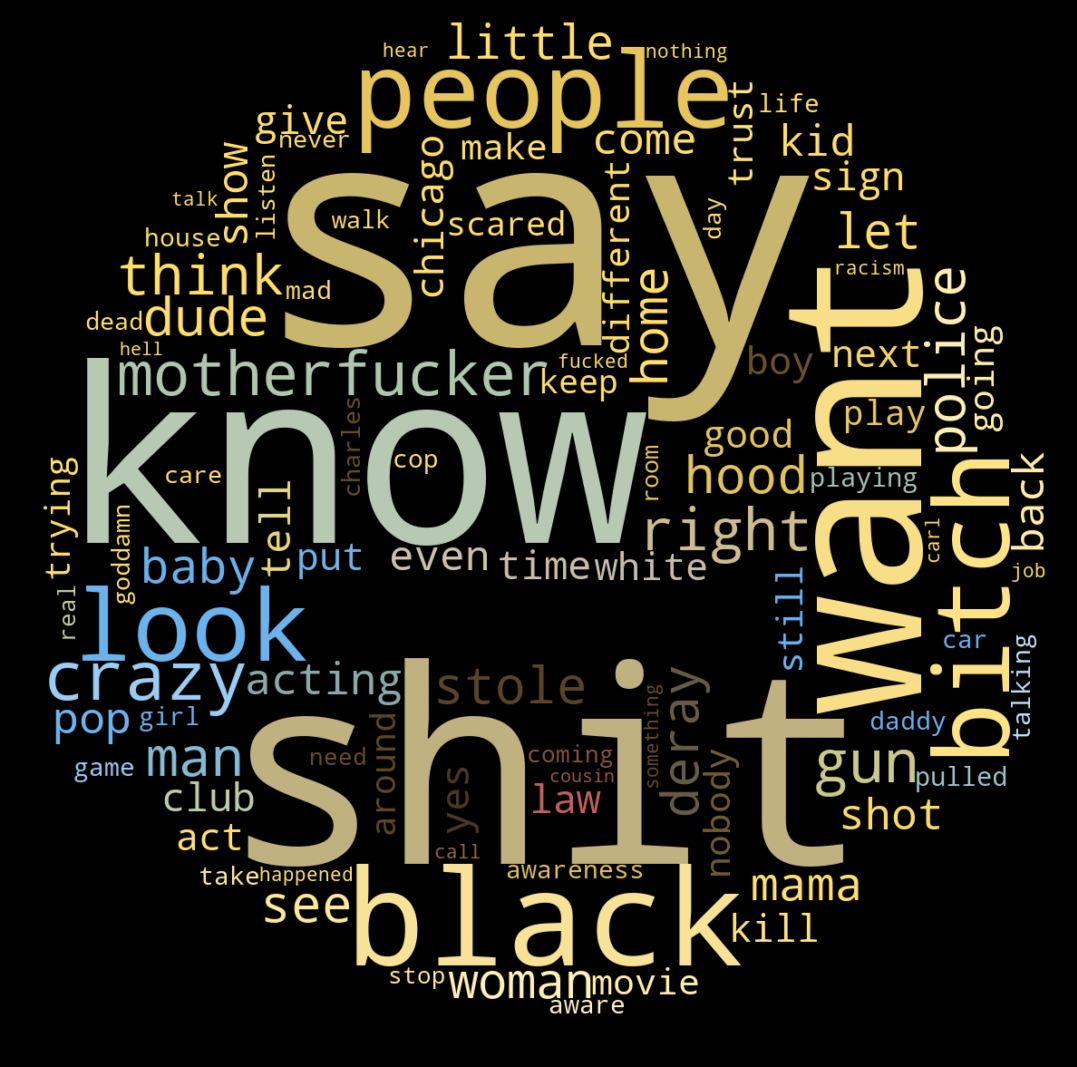 hear
little
nothing
people
life
give
never
make
come
trust
kid
say
sign
show
listen
chicago
talk
walk
scared
different
day
house
let
think
mad
home
racism
want
dude
dead
hell
police
going
motherfucker
fucked
keep
boy
next
know
charles
play
good
care
cop
room
hood
playing
trying
goddamn
tell
right
carl
bitch
back
baby
put
even
time
white
job
real
look
still
car
talking
crazy
acting
stole
deray
something
pop
girl
daddy
game
man
need
coming
cousin
gun
pulled
club
around
yes
law
nobody
shot
shit
act
call
take
happened
awareness
mama
see
black
kill
stop
woman
movie
aware